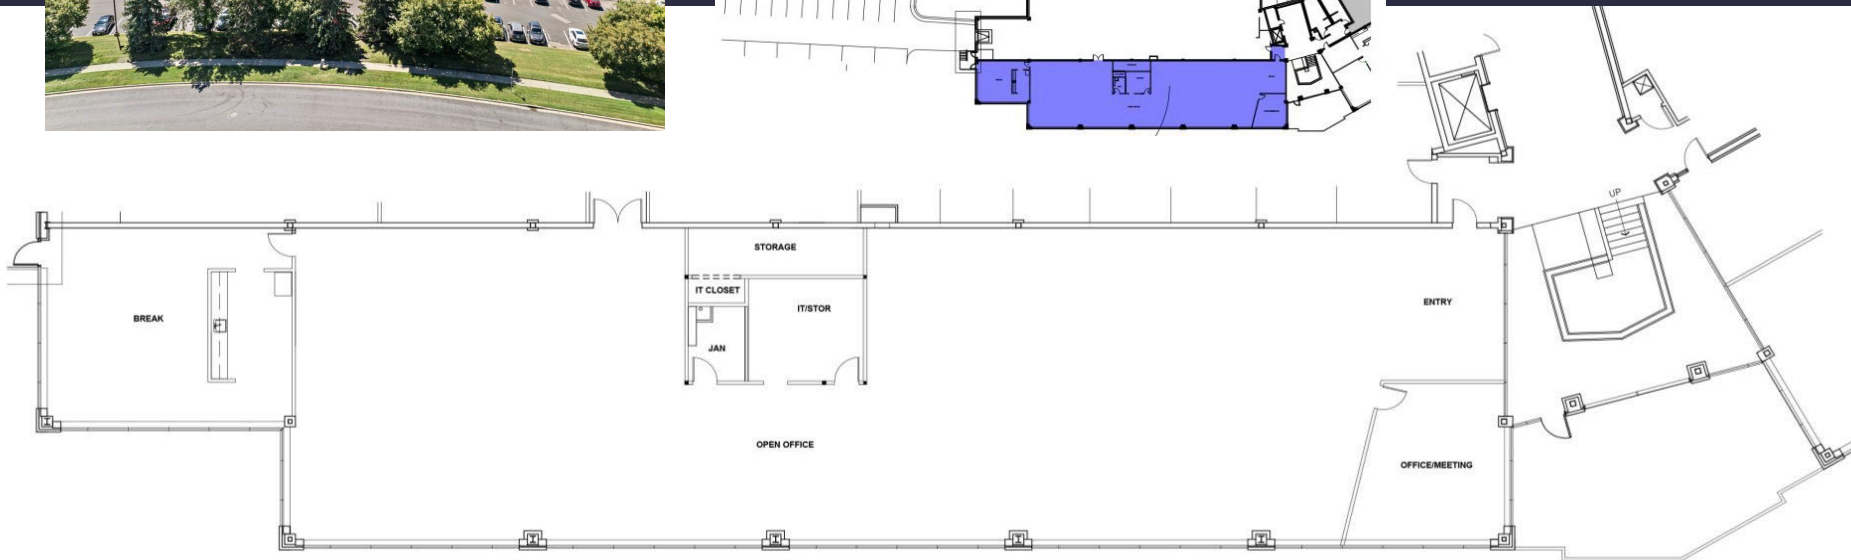 UP
STORAGE
IT CLOSET
IT/STOR
ENTRY
BREAK
JAN
OPEN OFFICE
OFFICE/MEETING